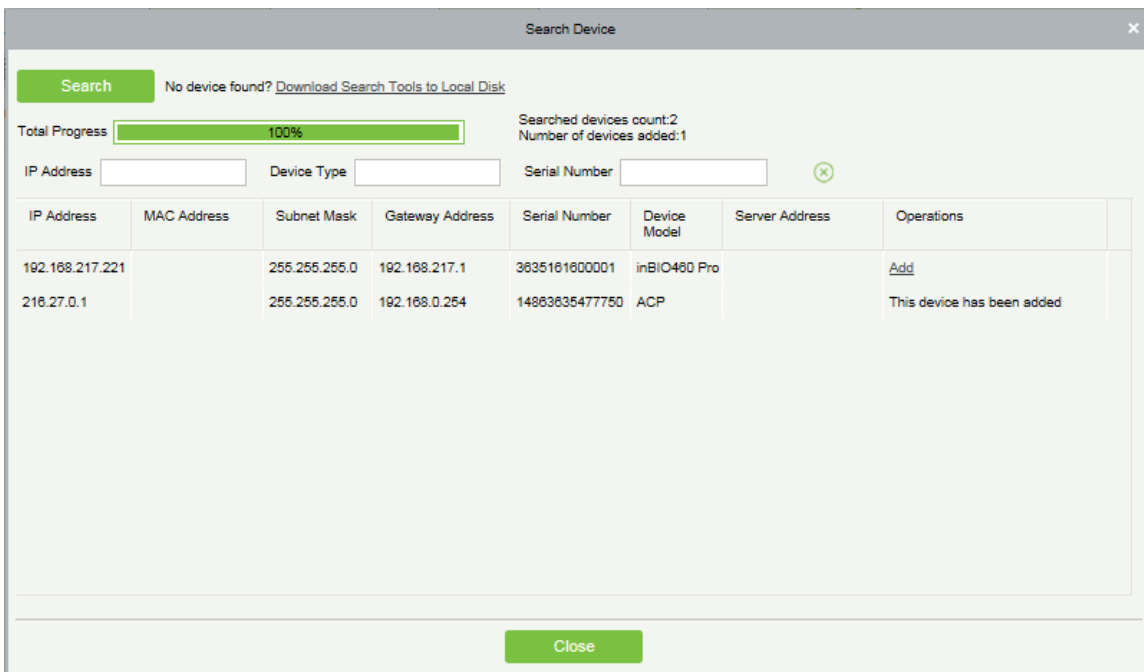 Search Device
Search No device found? Download Search Tools to Local Disk
Total Progress 100% Searched devices count:2
Number of devices added:1
IP Address Device Type Serial Number
IP Address MAC Address Subnet Mask Gateway Address Serial Number Device Model Server Address Operations
192.168.217.221 255.255.255.0 192.168.217.1 3635161600001 inBIO460 Pro Add
216.27.0.1 255.255.255.0 192.168.0.254 14863635477750 ACP This device has been added
Close